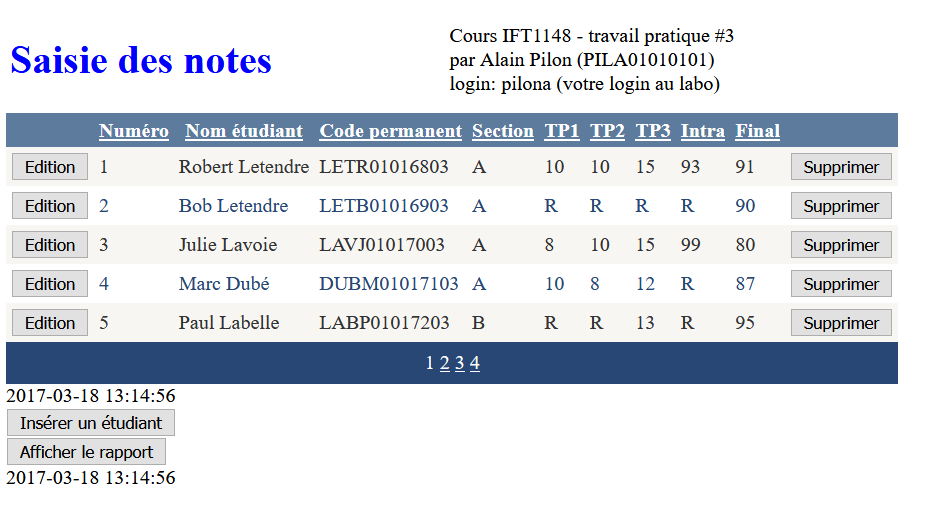 Saisie des notes
Cours IFT1148 - travail pratique #3
par Alain Pilon (PILA01010101)
login: pilona (votre login au labo)
Numéro Nom étudiant Code permanent Section TP1 TP2 TP3 Intra Final
Edition 1 Robert Letendre LETR01016803 A 10 10 15 93 91 Supprimer
Edition 2 Bob Letendre LETB01016903 A R R R R 90 Supprimer
Edition 3 Julie Lavoie LAVJ01017003 A 8 10 15 99 80 Supprimer
Edition 4 Marc Dubé DUBM01017103 A 10 8 12 R 87 Supprimer
Edition 5 Paul Labelle LABP01017203 B R R 13 R 95 Supprimer
1 2 3 4
2017-03-18 13:14:56
Insérer un étudiant
Afficher le rapport
2017-03-18 13:14:56